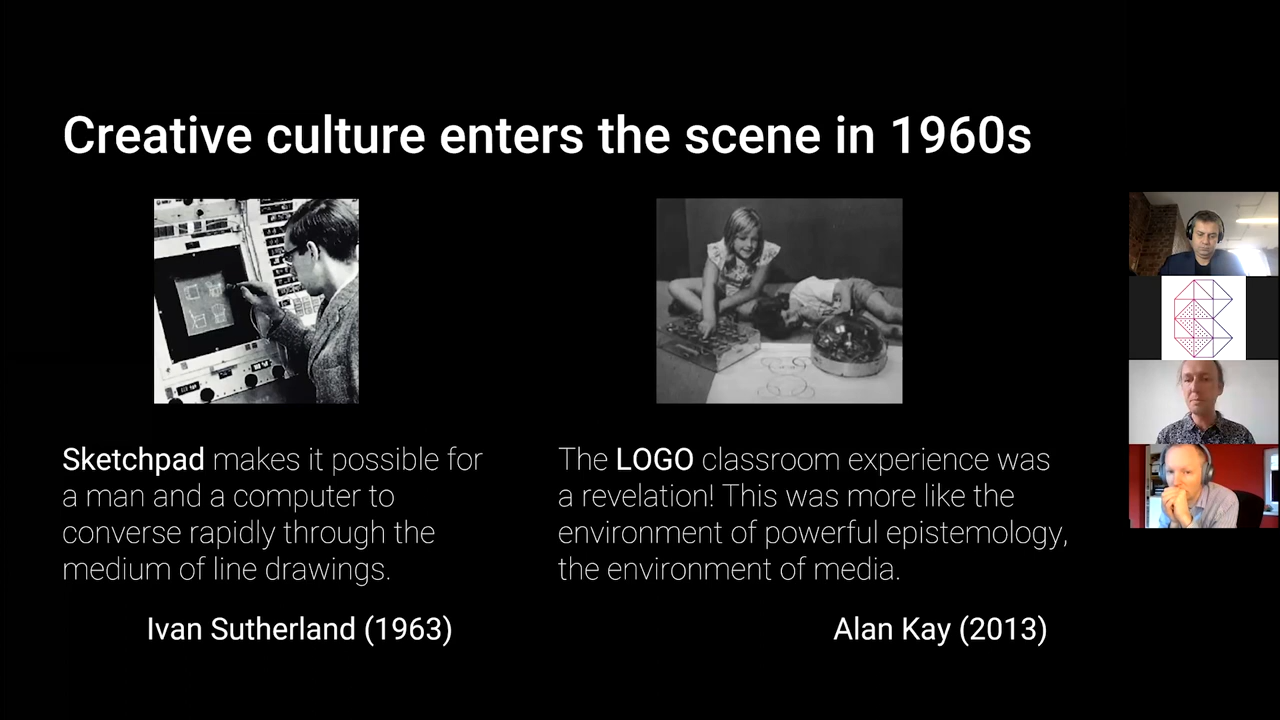 Creative culture enters the scene in 1960s
Sketchpad makes it possible for
a man and a computer to
converse rapidly through the
medium of line drawings.
Ivan Sutherland (1963)
The LOGO classroom experience was
a revelation! This was more like the
environment of powerful epistemology,
the environment of media.
Alan Kay (2013)